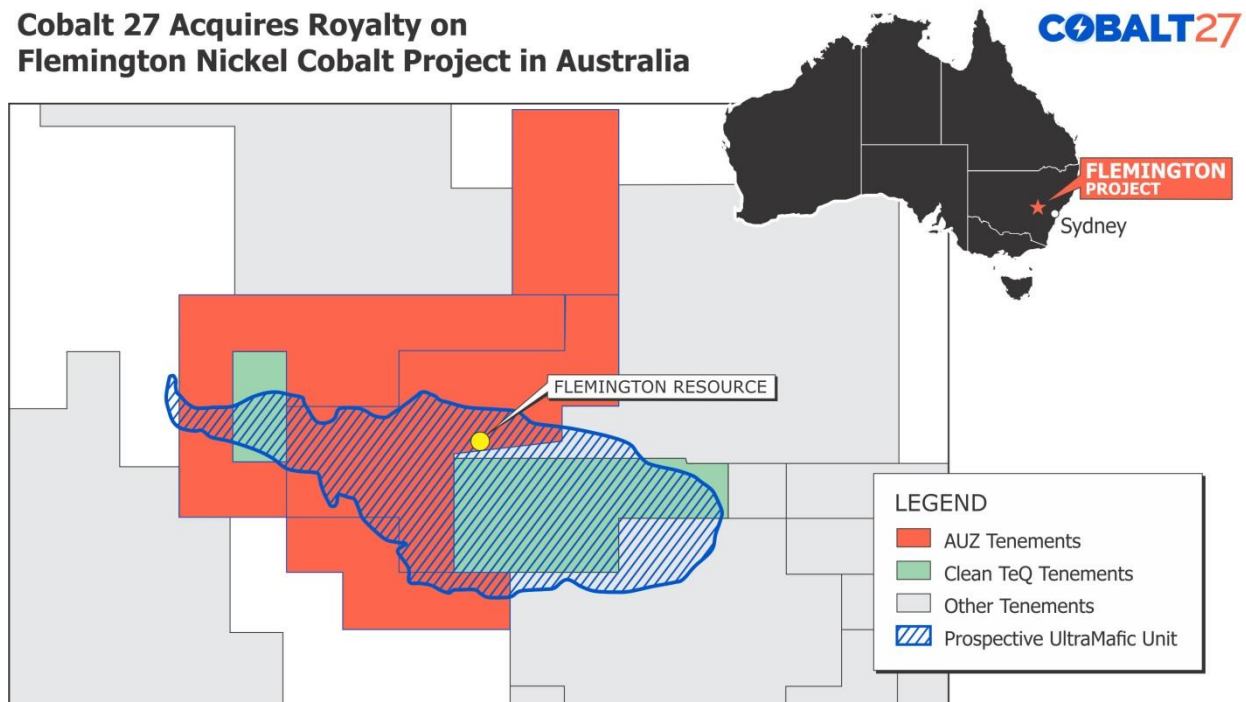 Cobalt 27 Acquires Royalty on
Flemington Nickel Cobalt Project in Australia
COBALT27
FLEMINGTON
PROJECT
Sydney
FLEMINGTON RESOURCE
LEGEND
AUZ Tenements
Clean TeQ Tenements
Other Tenements
Prospective UltraMafic Unit